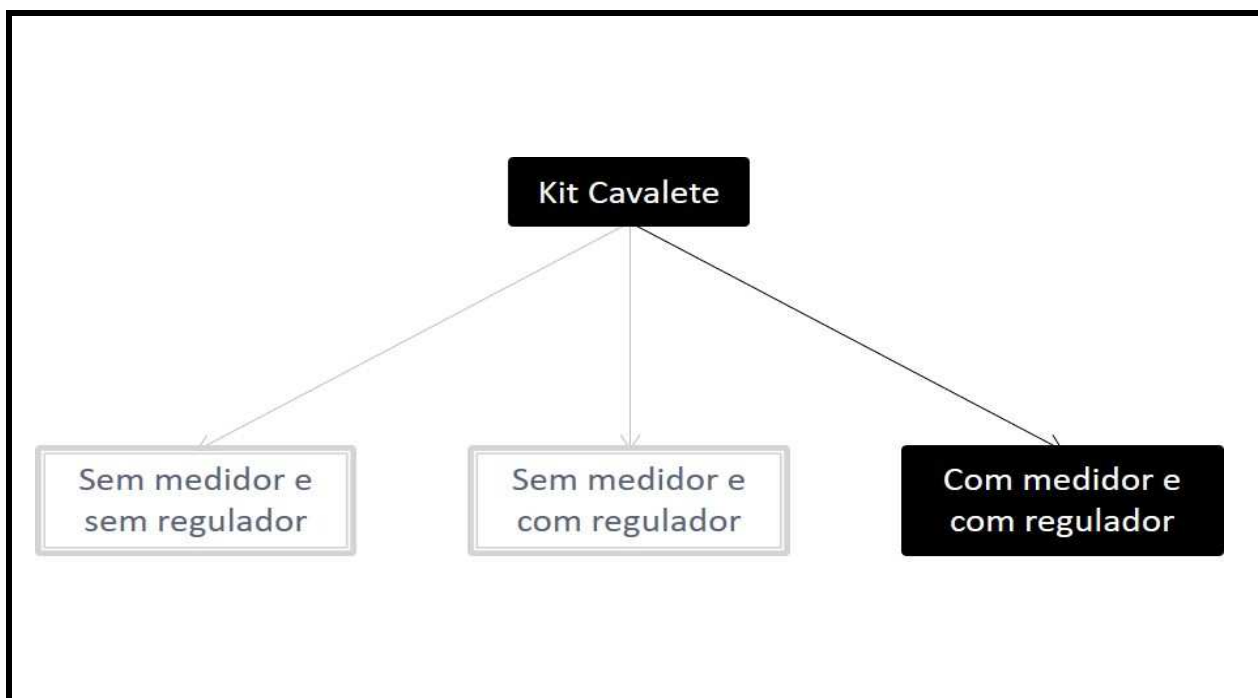 Kit Cavalete
Sem medidor e
sem regulador
Sem medidor e
com regulador
Com medidor e
com regulador